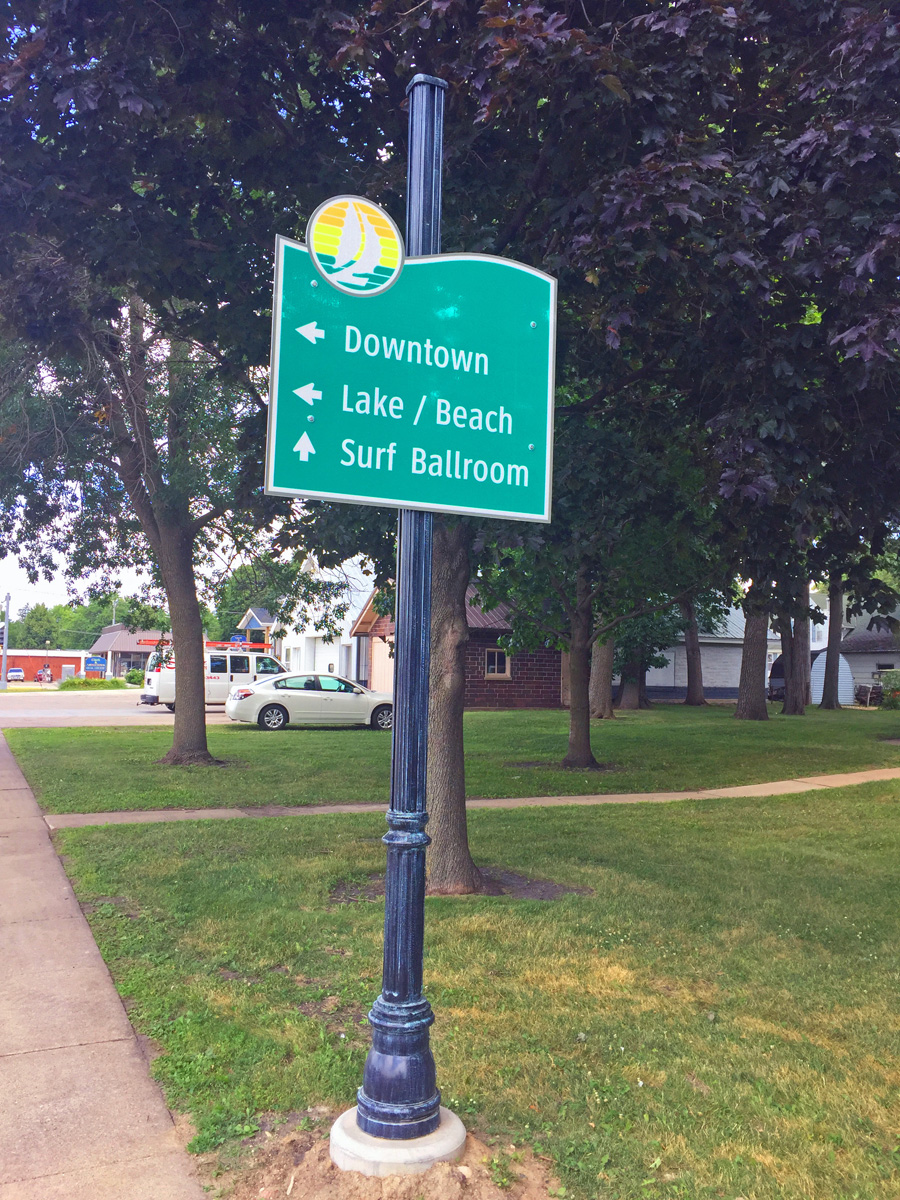 Downtown
Lake / Beach
Surf Ballroom